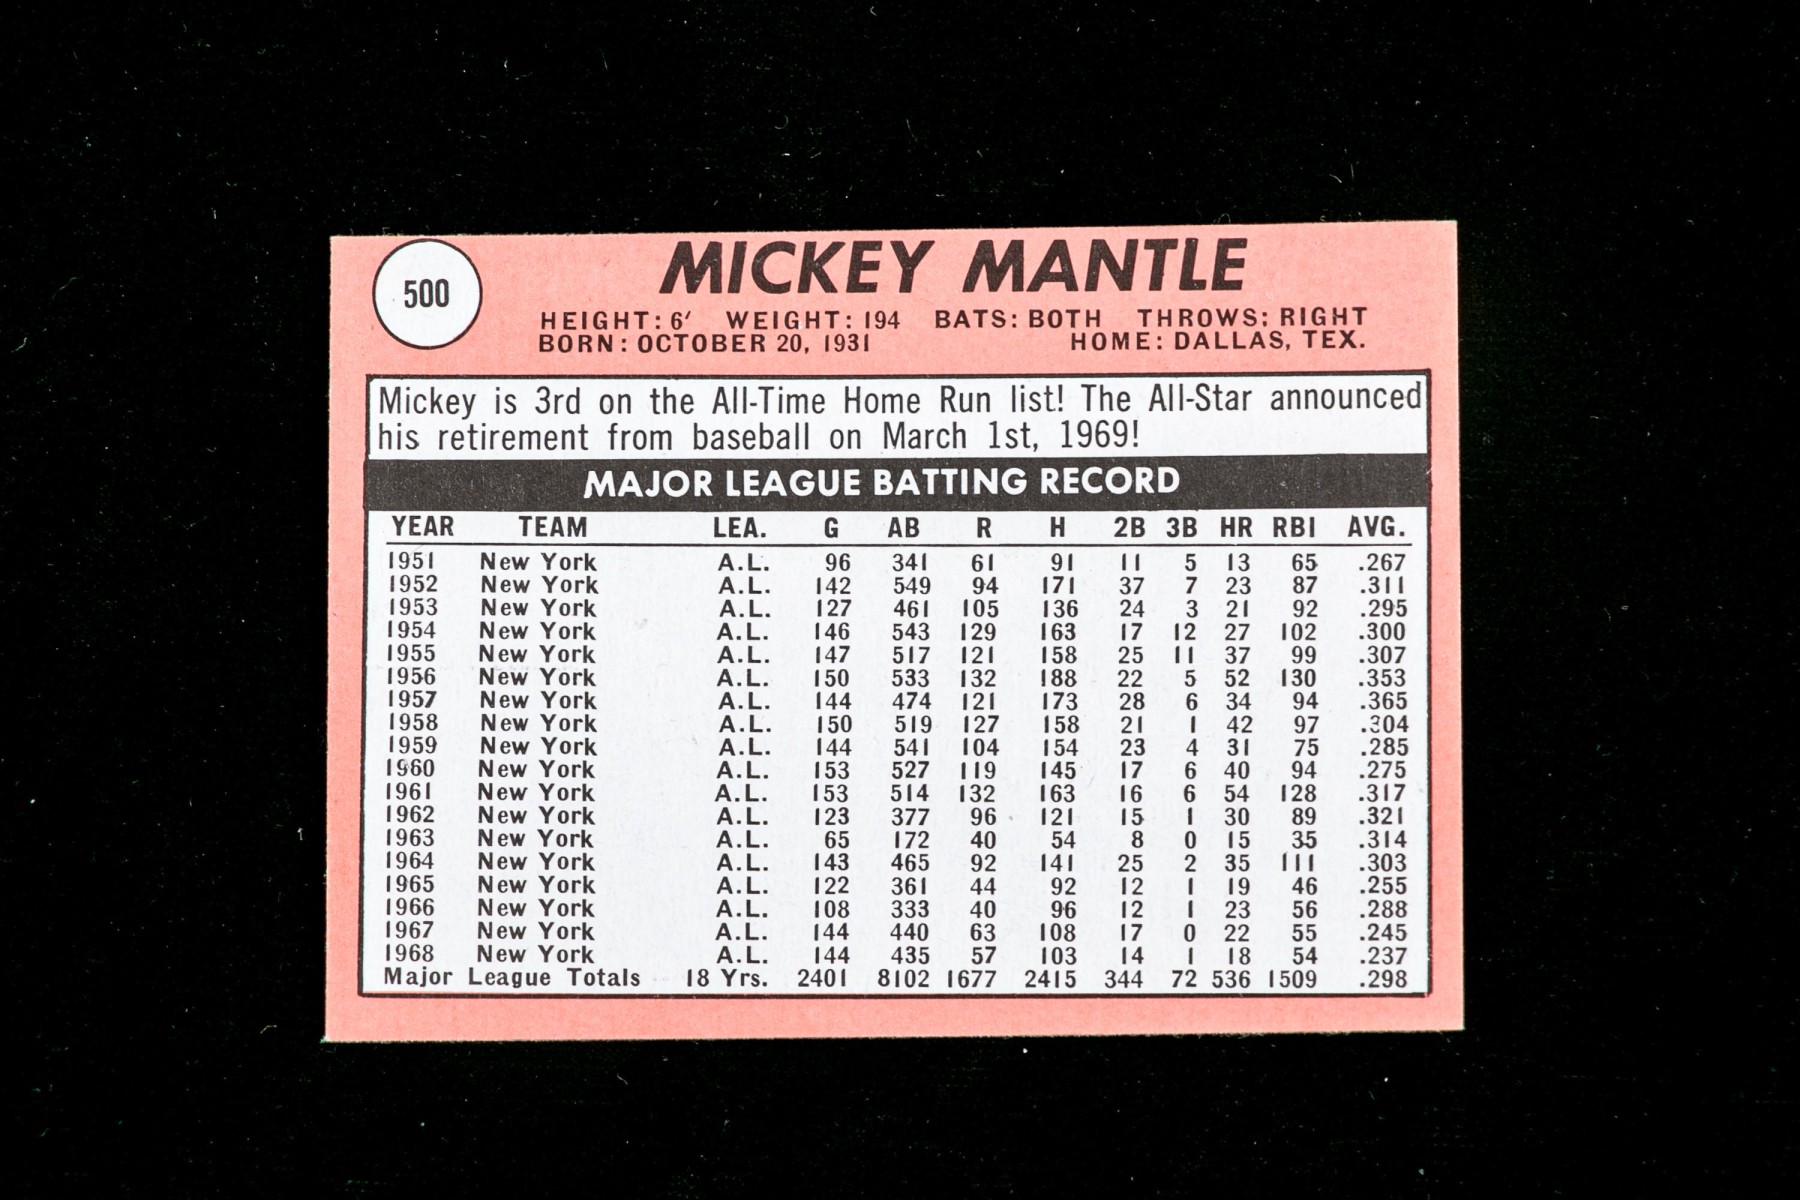 500
MICKEY MANTLE
HEIGHT: 6′ WEIGHT: 194 BATS: BOTH THROWS: RIGHT
BORN: OCTOBER 20, 1931 HOME: DALLAS, TEX.
Mickey is 3rd on the All-Time Home Run list! The All-Star announced
his retirement from baseball on March 1st, 1969!
MAJOR LEAGUE BATTING RECORD
YEAR TEAM LEA. G AB R H 2B 3B HR RBI AVG.
1951 New York A.L. 96 341 61 91 11 5 13 65 .267
1952 New York A.L. 142 549 94 171 37 7 23 87 .311
1953 New York A.L. 127 461 105 136 24 3 21 92 .295
1954 New York A.L. 146 543 129 163 17 12 27 102 .300
1955 New York A.L. 147 517 121 158 25 11 37 99 .307
1956 New York A.L. 150 533 132 188 22 5 52 130 .353
1957 New York A.L. 144 474 121 173 28 6 34 94 .365
1958 New York A.L. 150 519 127 158 21 1 42 97 .304
1959 New York A.L. 144 541 104 154 23 4 31 75 .285
1960 New York A.L. 153 527 119 145 17 6 40 94 .275
1961 New York A.L. 153 514 132 163 16 6 54 128 .317
1962 New York A.L. 123 377 96 121 15 1 30 89 .321
1963 New York A.L. 65 172 40 54 8 0 15 35 .314
1964 New York A.L. 143 465 92 141 25 2 35 111 .303
1965 New York A.L. 122 361 44 92 12 1 19 46 .255
1966 New York A.L. 108 333 40 96 12 1 23 56 .288
1967 New York A.L. 144 440 63 108 17 0 22 55 .245
1968 New York A.L. 144 435 57 103 14 1 18 54 .237
Major League Totals 18 Yrs. 2401 8102 1677 2415 344 72 536 1509 .298